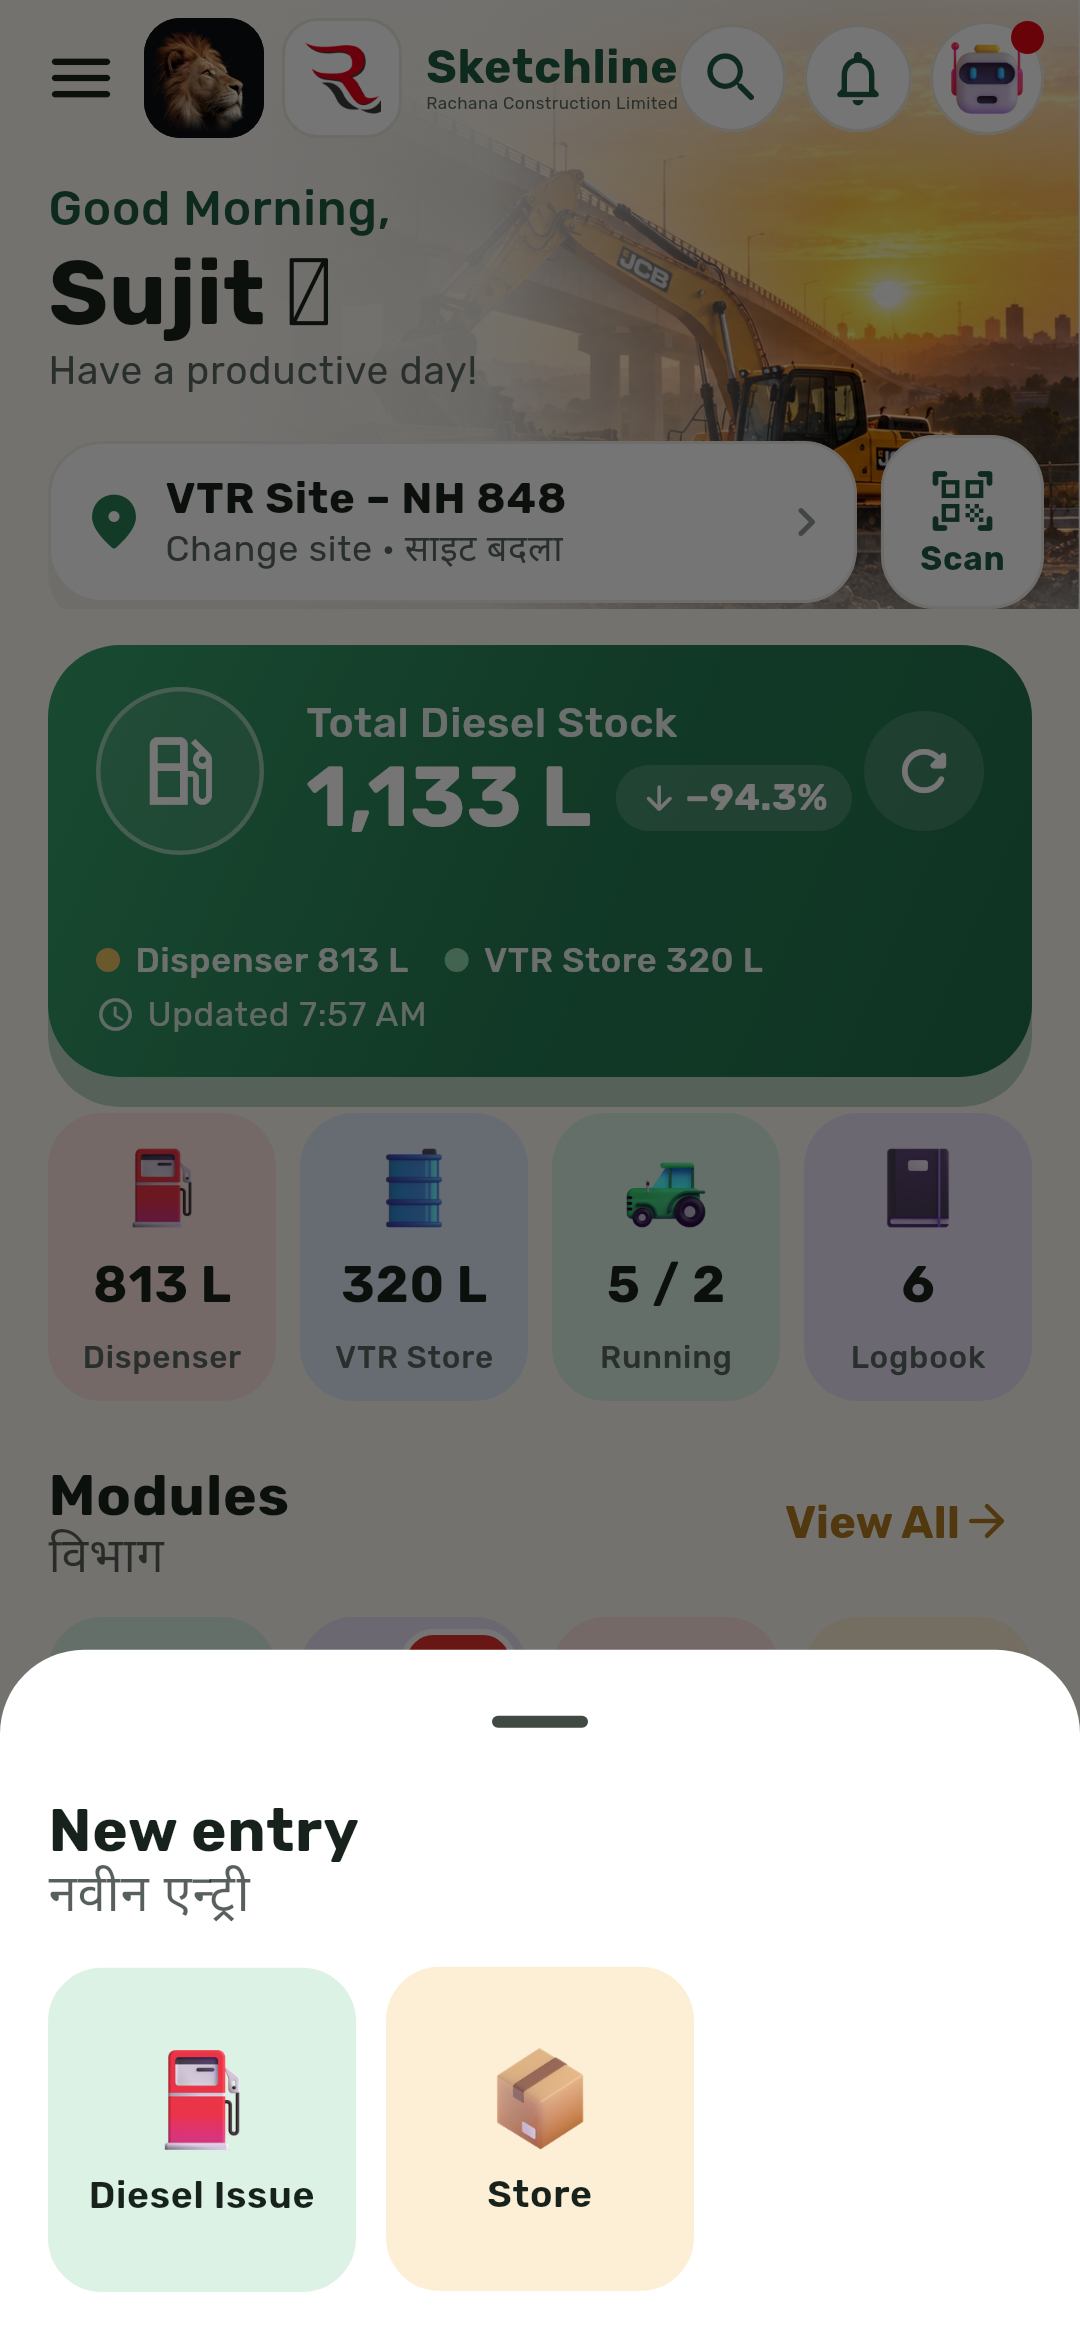 Sketchline
Rachana Construction Limited
Good Morning,
Sujit
Have a productive day!
JCB
VTR Site – NH 848
Change site • साइट बदला
Scan
Total Diesel Stock
1,133 L
–94.3%
Dispenser 813 L
VTR Store 320 L
Updated 7:57 AM
813 L
320 L
5 / 2
6
Dispenser
VTR Store
Running
Logbook
Modules
विभाग
View All
New entry
नवीन एन्ट्री
Diesel Issue
Store